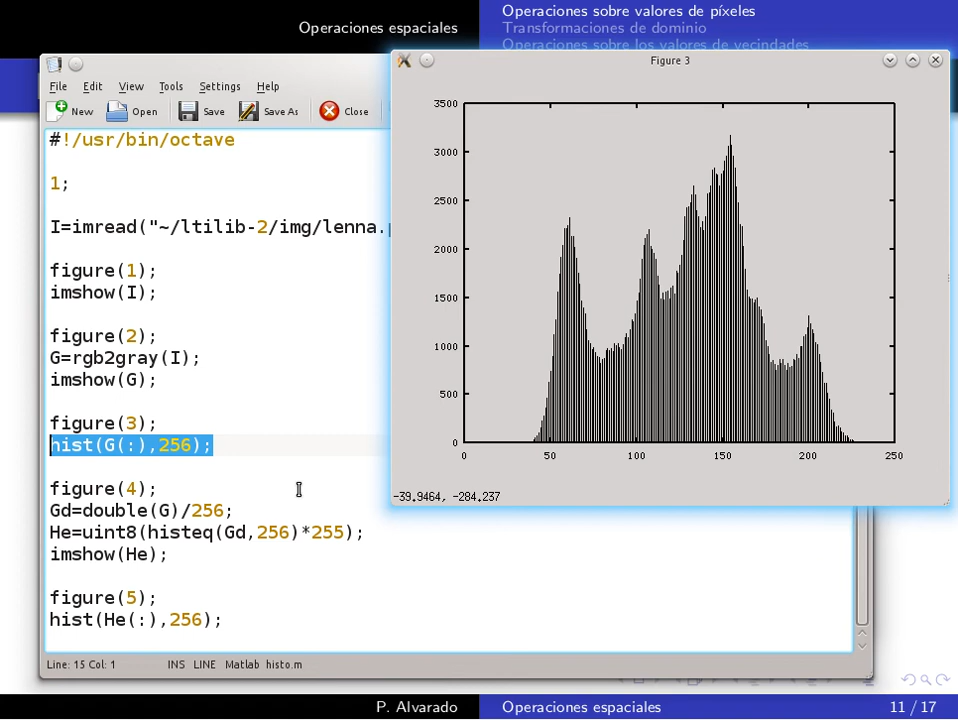 Operaciones espaciales
Operaciones sobre valores de píxeles
Transformaciones de dominio
Operaciones sobre los valores de vecindades
File Edit View Tools Settings Help
New Open Save Save As Close
#!/usr/bin/octave
1;
I=imread("~/ltilib-2/img/lenna.
figure(1);
imshow(I);
figure(2);
G=rgb2gray(I);
imshow(G);
figure(3);
hist(G(:),256);
figure(4);
Gd=double(G)/256;
He=uint8(histeq(Gd,256)*255);
imshow(He);
figure(5);
hist(He(:),256);
Line: 15 Col: 1 INS LINE Matlab histo.m
Figure 3
3500
3000
2500
2000
1500
1000
500
0
0 50 100 150 200 250
-39.9464, -284.237
P. Alvarado
Operaciones espaciales
11 / 17